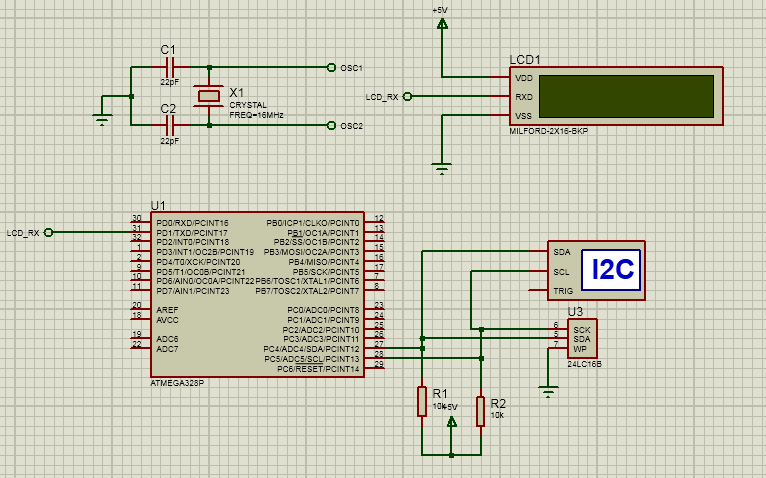 +5V
C1
22pF
OSC1
X1
CRYSTAL
FREQ=16MHz
C2
22pF
OSC2
LCD1
LCD_RX
VDD
RXD
VSS
MILFORD-2X16-BKP
U1
LCD_RX
30 PD0/RXD/PCINT16 PB0/ICP1/CLKO/PCINT0 12
31 PD1/TXD/PCINT17 PB1/OC1A/PCINT1 13
32 PD2/INT0/PCINT18 PB2/SS/OC1B/PCINT2 14
1 PD3/INT1/OC2B/PCINT19 PB3/MOSI/OC2A/PCINT3 15
2 PD4/T0/XCK/PCINT20 PB4/MISO/PCINT4 16
9 PD5/T1/OC0B/PCINT21 PB5/SCK/PCINT5 17
10 PD6/AIN0/OC0A/PCINT22 PB6/TOSC1/XTAL1/PCINT6 7
11 PD7/AIN1/PCINT23 PB7/TOSC2/XTAL2/PCINT7 8
20 AREF PC0/ADC0/PCINT8 23
18 AVCC PC1/ADC1/PCINT9 24
PC2/ADC2/PCINT10 25
19 ADC6 PC3/ADC3/PCINT11 26
22 ADC7 PC4/ADC4/SDA/PCINT12 27
PC5/ADC5/SCL/PCINT13 28
PC6/RESET/PCINT14 29
ATMEGA328P
SDA
SCL
TRIG
I2C
U3
6 SCK
5 SDA
7 WP
24LC16B
R1
10k
+5V
R2
10k